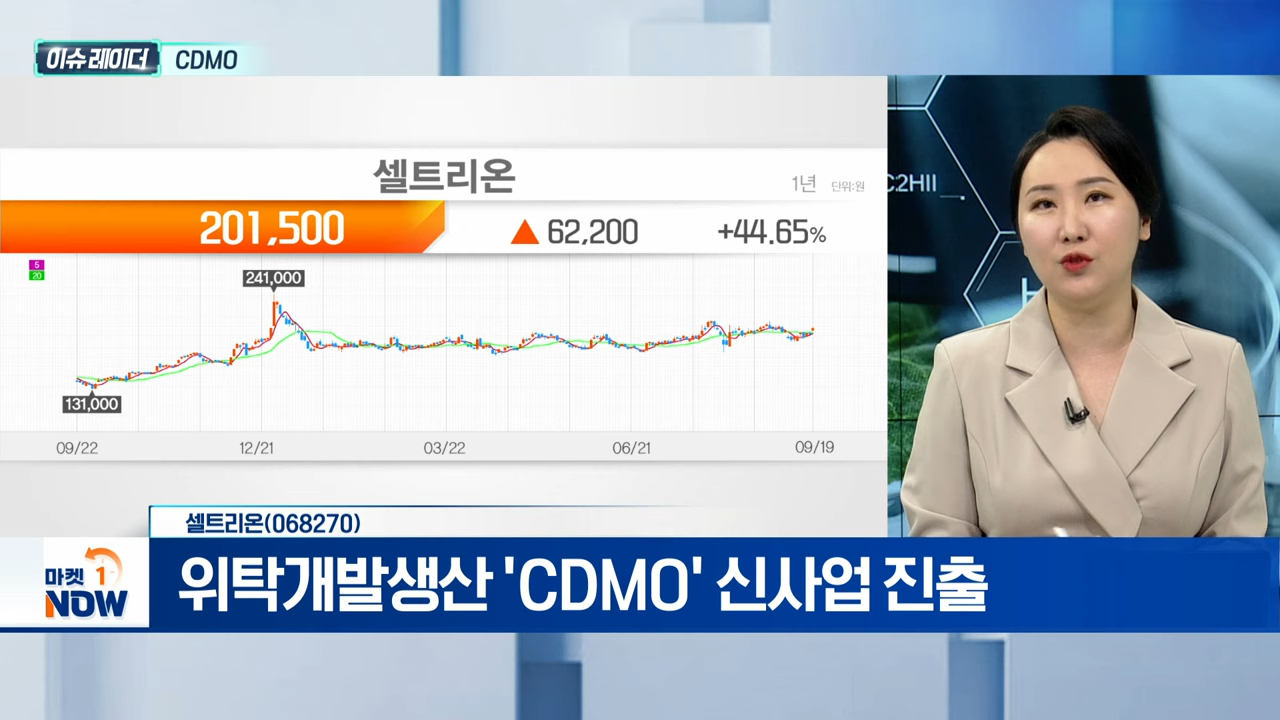 이슈 레이더 CDMO
셀트리온
1년 단위:원
201,500 ▲ 62,200 +44.65%
5
20
241,000
131,000
09/22 12/21 03/22 06/21 09/19
C2HII
H
셀트리온(068270)
마켓 1
NOW
위탁개발생산 'CDMO' 신사업 진출